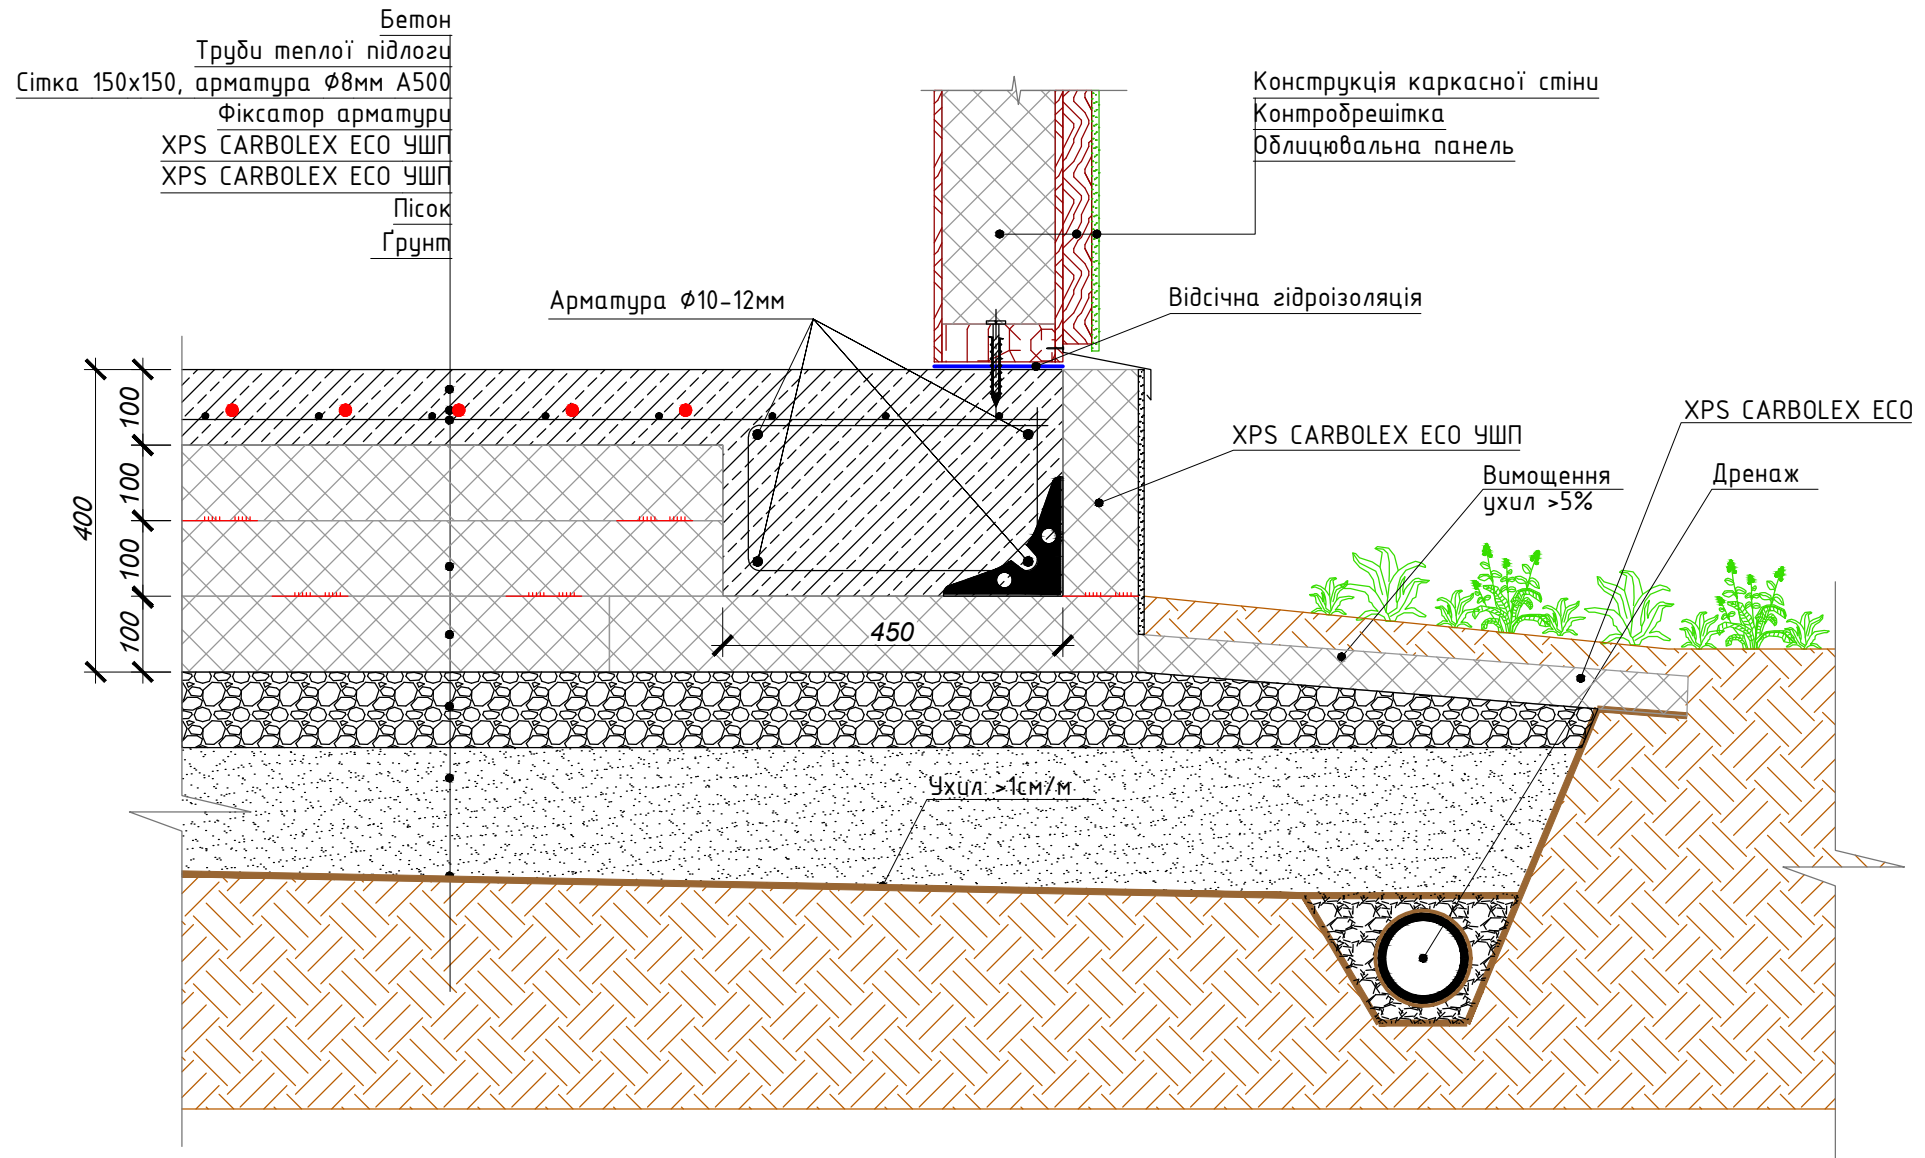 Бетон
Труби теплої підлоги
Сітка 150х150, арматура Ø8мм А500
Фіксатор арматури
XPS CARBOLEX ECO УШП
XPS CARBOLEX ECO УШП
Пісок
Ґрунт
Конструкція каркасної стіни
Контробрешітка
Облицювальна панель
Арматура Ø10-12мм
Відсічна гідроізоляція
XPS CARBOLEX ECO
XPS CARBOLEX ECO УШП
Вимощення
ухил >5%
Дренаж
400
100
100
100
100
450
Ухул >1см/м